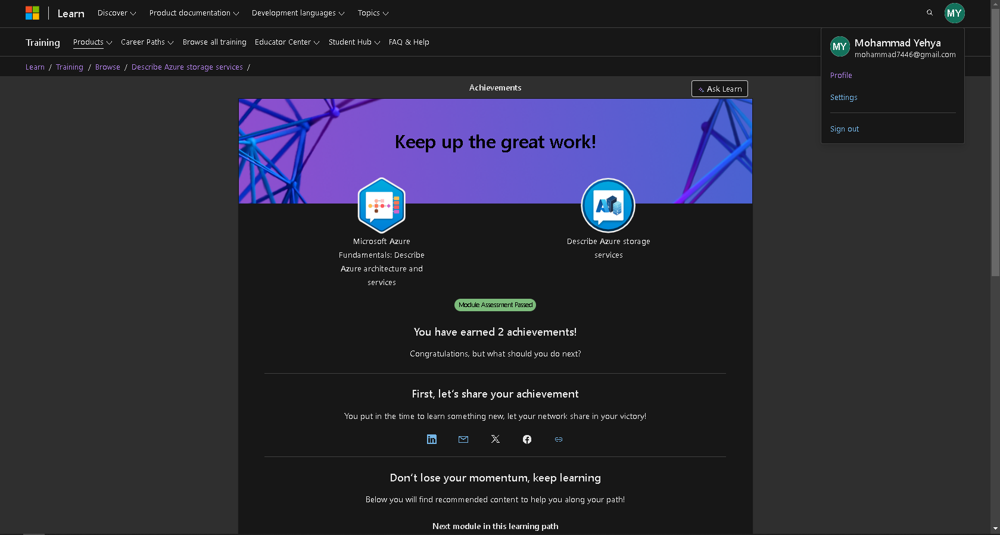 Learn Discover Product documentation Development languages Topics MY
Training Products Career Paths Browse all training Educator Center Student Hub FAQ & Help
MY Mohammad Yehya
mohammad7446@gmail.com
Profile
Settings
Sign out
Learn / Training / Browse / Describe Azure storage services /
Achievements
Ask Learn
Keep up the great work!
Microsoft Azure
Fundamentals: Describe
Azure architecture and
services
Describe Azure storage
services
Module Assessment Passed
You have earned 2 achievements!
Congratulations, but what should you do next?
First, let's share your achievement
You put in the time to learn something new, let your network share in your victory!
Don't lose your momentum, keep learning
Below you will find recommended content to help you along your path!
Next module in this learning path